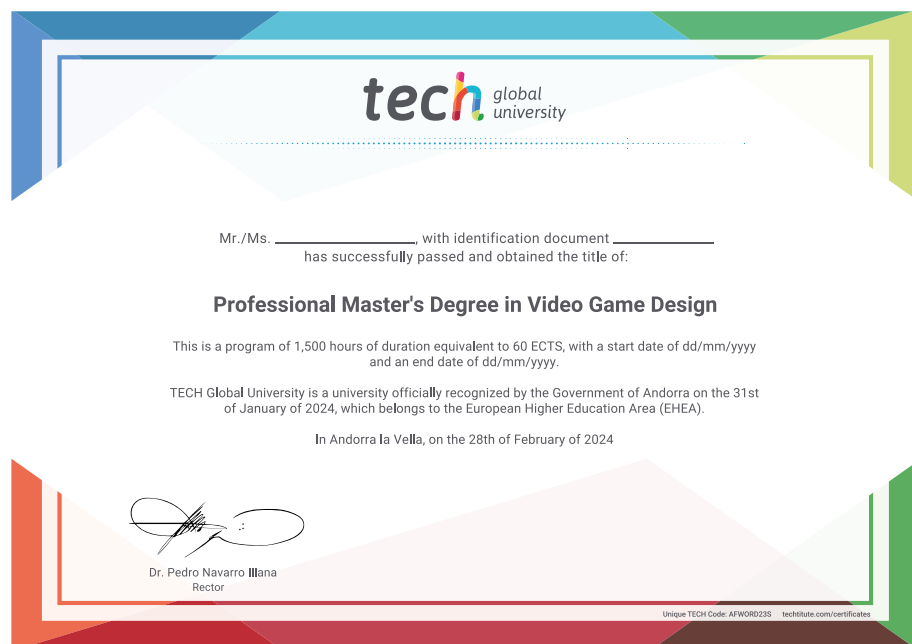 tech global
university
Mr./Ms. ____________, with identification document ____________
has successfully passed and obtained the title of:
Professional Master's Degree in Video Game Design
This is a program of 1,500 hours of duration equivalent to 60 ECTS, with a start date of dd/mm/yyyy
and an end date of dd/mm/yyyy.
TECH Global University is a university officially recognized by the Government of Andorra on the 31st
of January of 2024, which belongs to the European Higher Education Area (EHEA).
In Andorra la Vella, on the 28th of February of 2024
Dr. Pedro Navarro Illana
Rector
Unique TECH Code: AFWORD23S techtitute.com/certificates